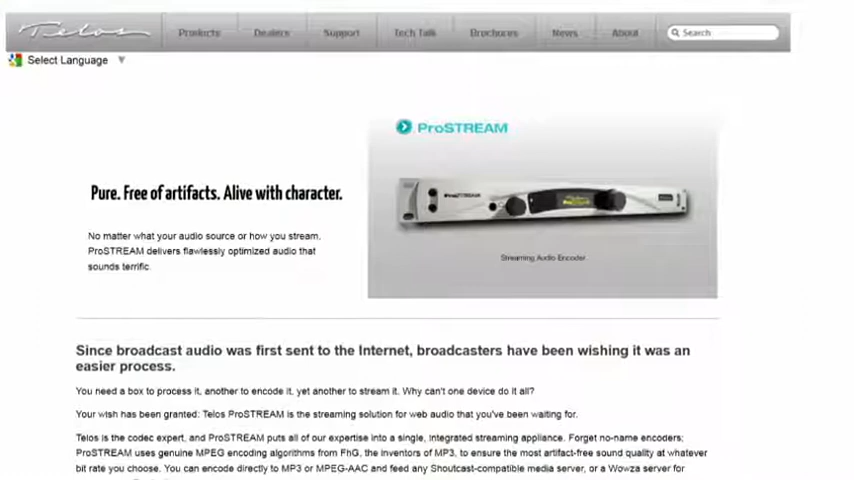 Telos
Products Dealers Support Tech Talk Brochures News About Search
Select Language
ProSTREAM
Pure. Free of artifacts. Alive with character.
No matter what your audio source or how you stream,
ProSTREAM delivers flawlessly optimized audio that
sounds terrific.
Streaming Audio Encoder.
Since broadcast audio was first sent to the Internet, broadcasters have been wishing it was an
easier process.
You need a box to process it, another to encode it, yet another to stream it. Why can't one device do it all?
Your wish has been granted: Telos ProSTREAM is the streaming solution for web audio that you've been waiting for.
Telos is the codec expert, and ProSTREAM puts all of our expertise into a single, integrated streaming appliance. Forget no-name encoders;
ProSTREAM uses genuine MPEG encoding algorithms from FhG, the inventors of MP3, to ensure the most artifact-free sound quality at whatever
bit rate you choose. You can encode directly to MP3 or MPEG-AAC and feed any Shoutcast-compatible media server, or a Wowza server for